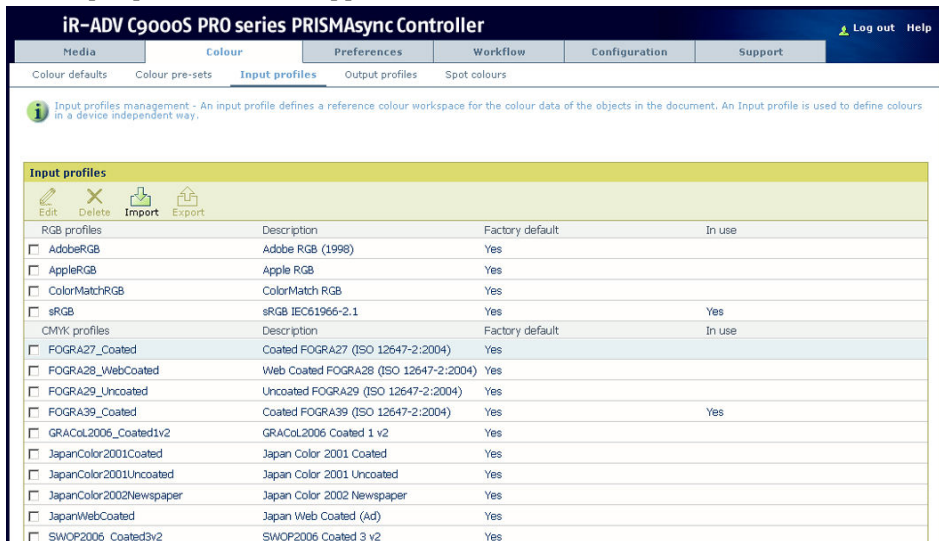 iR-ADV C9000S PRO series PRISMAsync Controller
Log out Help
Media Colour Preferences Workflow Configuration Support
Colour defaults Colour pre-sets Input profiles Output profiles Spot colours
Input profiles management - An input profile defines a reference colour workspace for the colour data of the objects in the document. An Input profile is used to define colours
in a device independent way.
Input profiles
Edit Delete Import Export
RGB profiles Description Factory default In use
AdobeRGB Adobe RGB (1998) Yes
AppleRGB Apple RGB Yes
ColorMatchRGB ColorMatch RGB Yes
sRGB sRGB IEC61966-2.1 Yes Yes
CMYK profiles Description Factory default In use
FOGRA27_Coated Coated FOGRA27 (ISO 12647-2:2004) Yes
FOGRA28_WebCoated Web Coated FOGRA28 (ISO 12647-2:2004) Yes
FOGRA29_Uncoated Uncoated FOGRA29 (ISO 12647-2:2004) Yes
FOGRA39_Coated Coated FOGRA39 (ISO 12647-2:2004) Yes Yes
GRACoL2006_Coated1v2 GRACoL2006 Coated 1 v2 Yes
JapanColor2001Coated Japan Color 2001 Coated Yes
JapanColor2001Uncoated Japan Color 2001 Uncoated Yes
JapanColor2002Newspaper Japan Color 2002 Newspaper Yes
JapanWebCoated Japan Web Coated (Ad) Yes
SWOP2006_Coated3v2 SWOP2006 Coated 3 v2 Yes